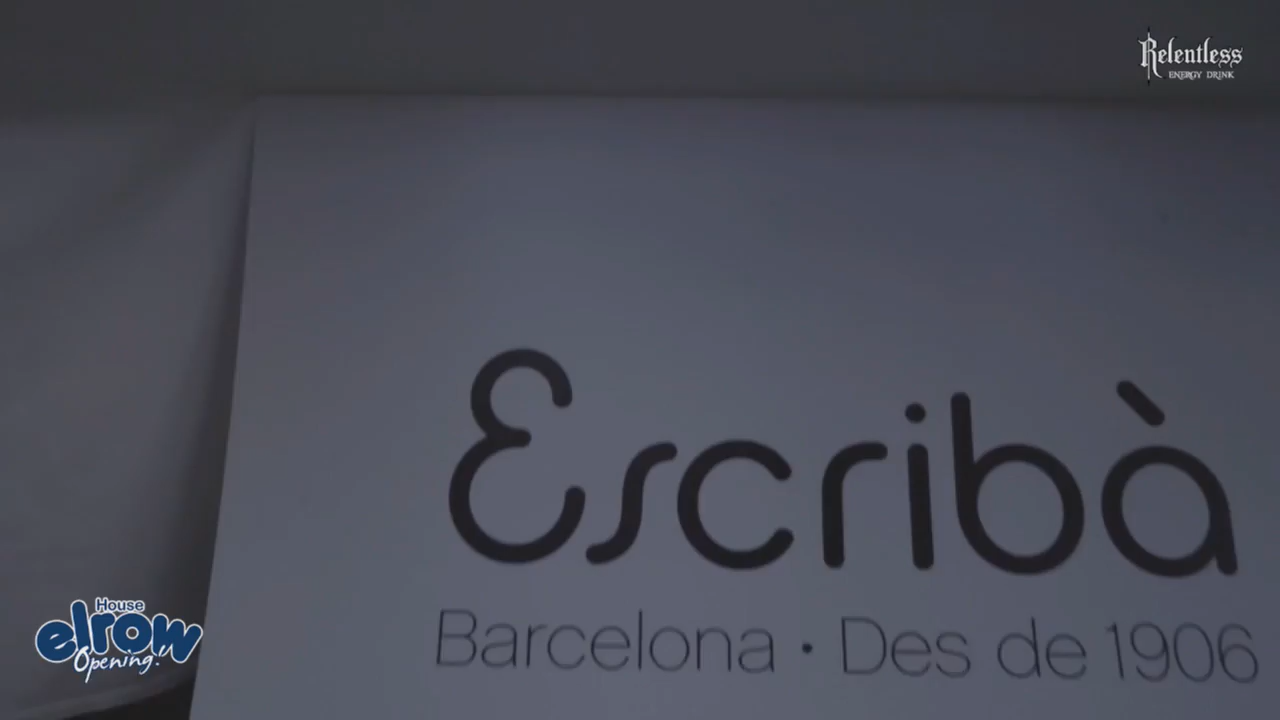 Relentless
ENERGY DRINK
Escribà
Barcelona · Des de 1906
House
elrow
Opening!